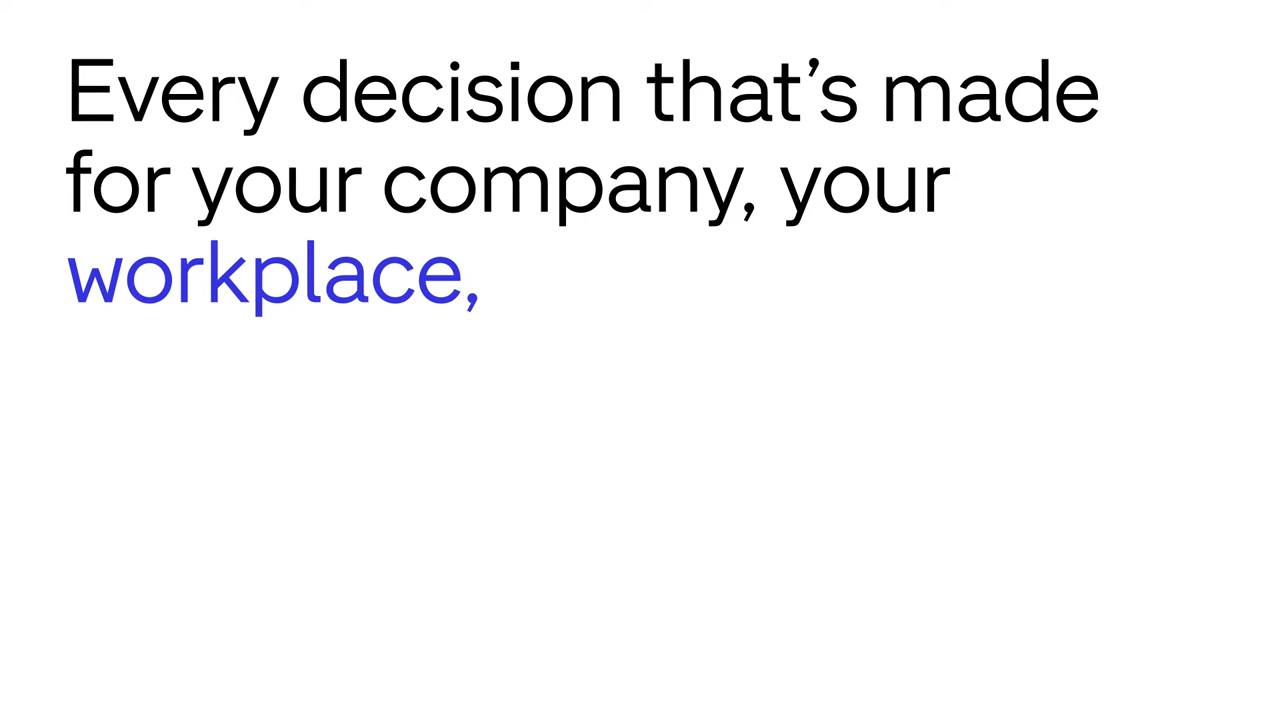 Every decision that’s made
for your company, your
workplace,